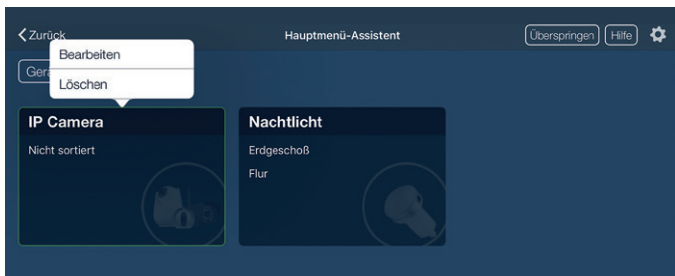 Zurück
Hauptmenü-Assistent
Überspringen
Hilfe
Bearbeiten
Löschen
IP Camera
Nicht sortiert
Nachtlicht
Erdgeschoß
Flur